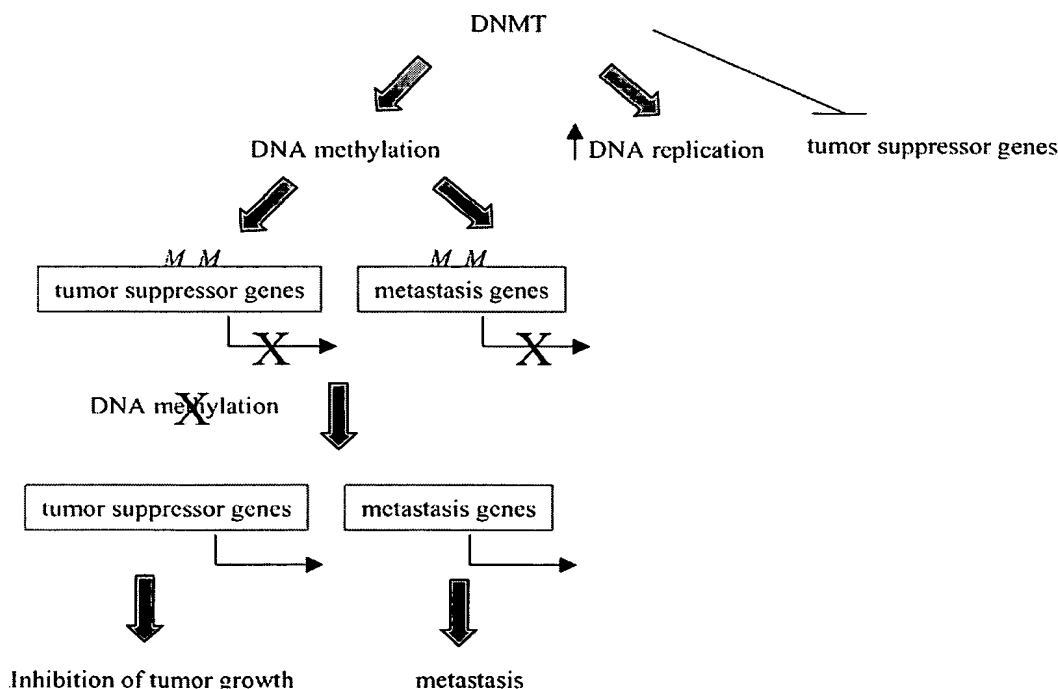 DNMT
DNA methylation
DNA replication
tumor suppressor genes
M M
M M
tumor suppressor genes
metastasis genes
X
X
DNA methylation
X
tumor suppressor genes
metastasis genes
Inhibition of tumor growth
metastasis